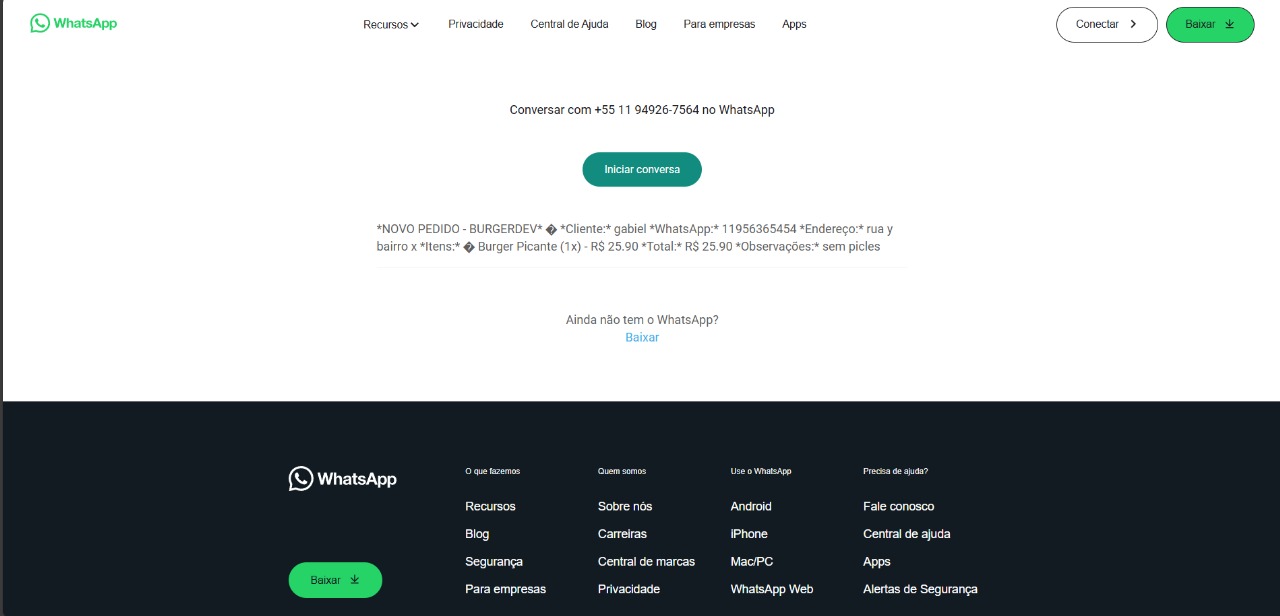 WhatsApp
Recursos
Privacidade
Central de Ajuda
Blog
Para empresas
Apps
Conectar
Baixar
Conversar com +55 11 94926-7564 no WhatsApp
Iniciar conversa
*NOVO PEDIDO - BURGERDEV* � *Cliente:* gabiel *WhatsApp:* 11956365454 *Endereço:* rua y
bairro x *Itens:* � Burger Picante (1x) - R$ 25.90 *Total:* R$ 25.90 *Observações:* sem picles
Ainda não tem o WhatsApp?
Baixar
WhatsApp
Baixar
O que fazemos
Recursos
Blog
Segurança
Para empresas
Quem somos
Sobre nós
Carreiras
Central de marcas
Privacidade
Use o WhatsApp
Android
iPhone
Mac/PC
WhatsApp Web
Precisa de ajuda?
Fale conosco
Central de ajuda
Apps
Alertas de Segurança